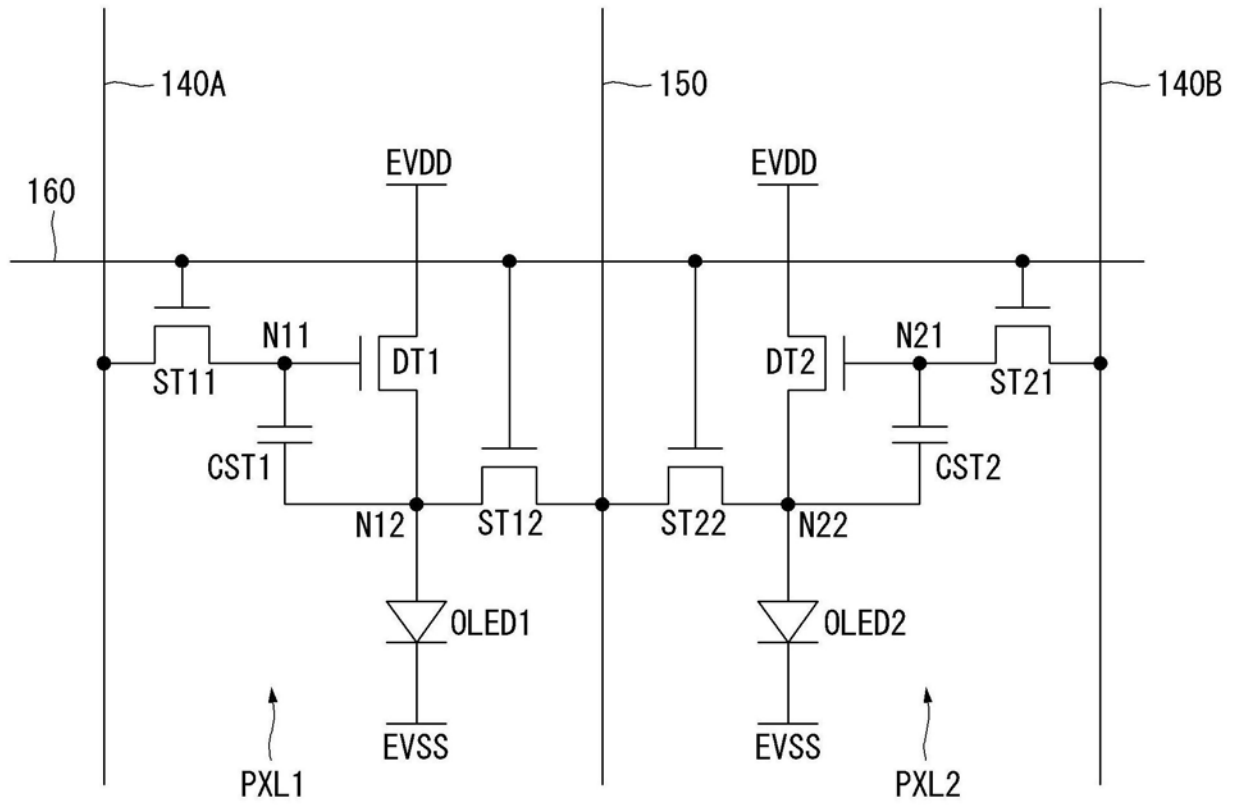 140A
150
140B
EVDD
EVDD
160
N11
DT1
DT2
N21
ST11
ST21
CST1
CST2
N12
ST12
ST22
N22
OLED1
OLED2
EVSS
EVSS
PXL1
PXL2